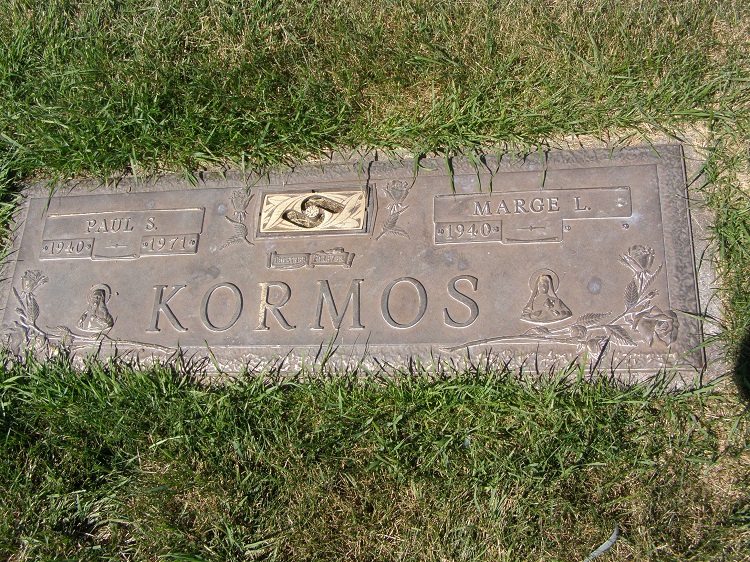 PAUL S.
1940 1971
MARGE L.
1940
KORMOS